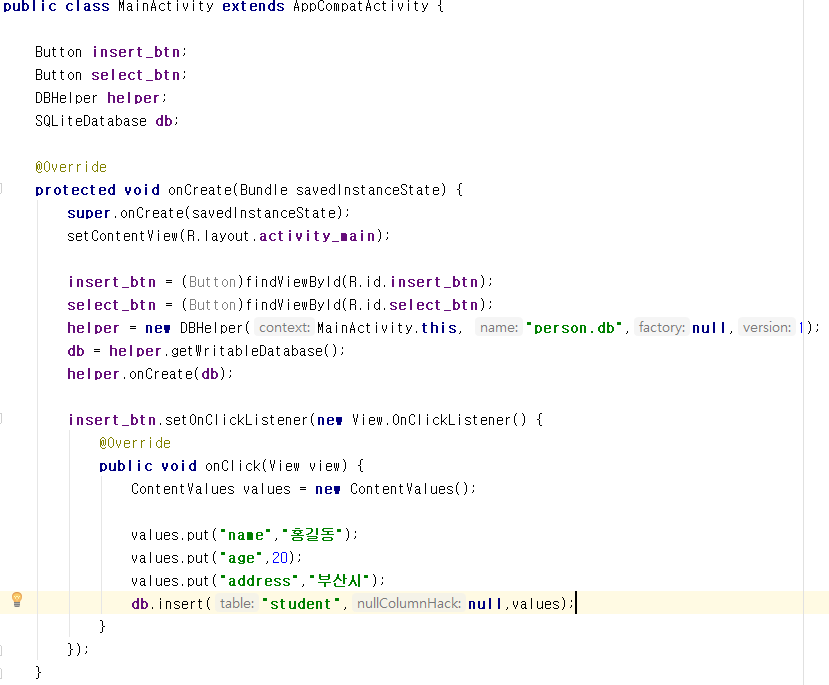 public class MainActivity extends AppCompatActivity {
Button insert_btn;
Button select_btn;
DBHelper helper;
SQLiteDatabase db;
@Override
protected void onCreate(Bundle savedInstanceState) {
super.onCreate(savedInstanceState);
setContentView(R.layout.activity_main);
insert_btn = (Button)findViewById(R.id.insert_btn);
select_btn = (Button)findViewById(R.id.select_btn);
helper = new DBHelper( context: MainActivity.this, name: "person.db", factory: null, version: 1);
db = helper.getWritableDatabase();
helper.onCreate(db);
insert_btn.setOnClickListener(new View.OnClickListener() {
@Override
public void onClick(View view) {
ContentValues values = new ContentValues();
values.put("name","홍길동");
values.put("age",20);
values.put("address","부산시");
db.insert( table: "student", nullColumnHack: null,values);
}
});
}